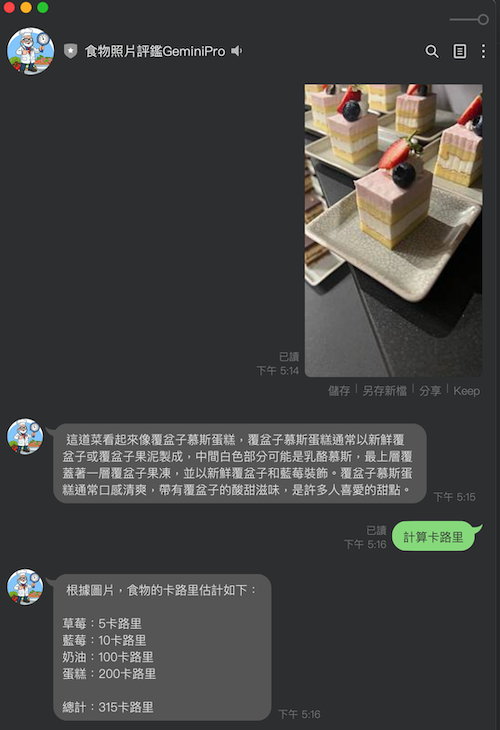 食物照片評鑑GeminiPro
已讀
下午 5:14
儲存 | 另存新檔 | 分享 | Keep
這道菜看起來像覆盆子慕斯蛋糕，覆盆子慕斯蛋糕通常以新鮮覆
盆子或覆盆子果泥製成，中間白色部分可能是乳酪慕斯，最上層覆
蓋著一層覆盆子果凍，並以新鮮覆盆子和藍莓裝飾。覆盆子慕斯蛋
糕通常口感清爽，帶有覆盆子的酸甜滋味，是許多人喜愛的甜點。
下午 5:15
已讀
下午 5:16
計算卡路里
根據圖片，食物的卡路里估計如下：
草莓：5卡路里
藍莓：10卡路里
奶油：100卡路里
蛋糕：200卡路里
總計：315卡路里
下午 5:16